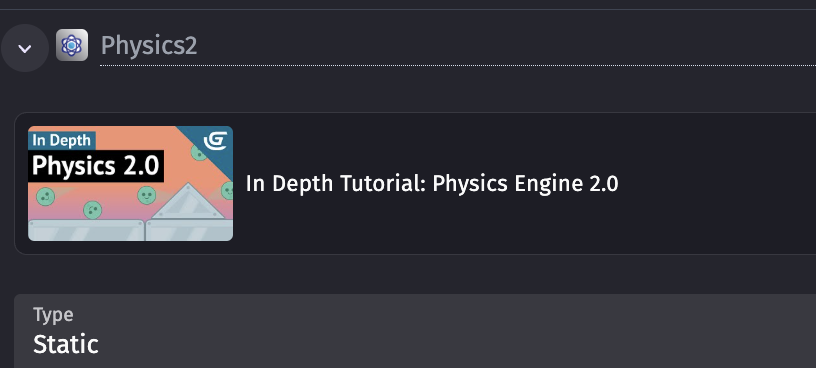 Physics2
In Depth
Physics 2.0
In Depth Tutorial: Physics Engine 2.0
Type
Static